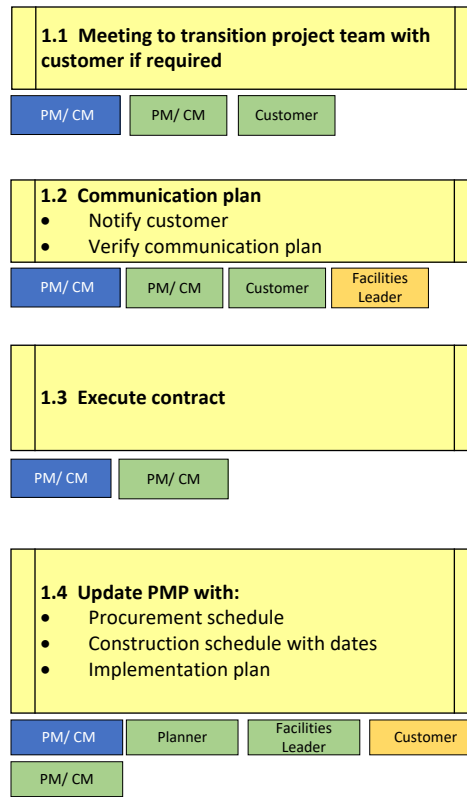 1.1 Meeting to transition project team with
customer if required
PM/ CM
PM/ CM
Customer
1.2 Communication plan
• Notify customer
• Verify communication plan
PM/ CM
PM/ CM
Customer
Facilities
Leader
1.3 Execute contract
PM/ CM
PM/ CM
1.4 Update PMP with:
• Procurement schedule
• Construction schedule with dates
• Implementation plan
PM/ CM
Planner
Facilities
Leader
Customer
PM/ CM